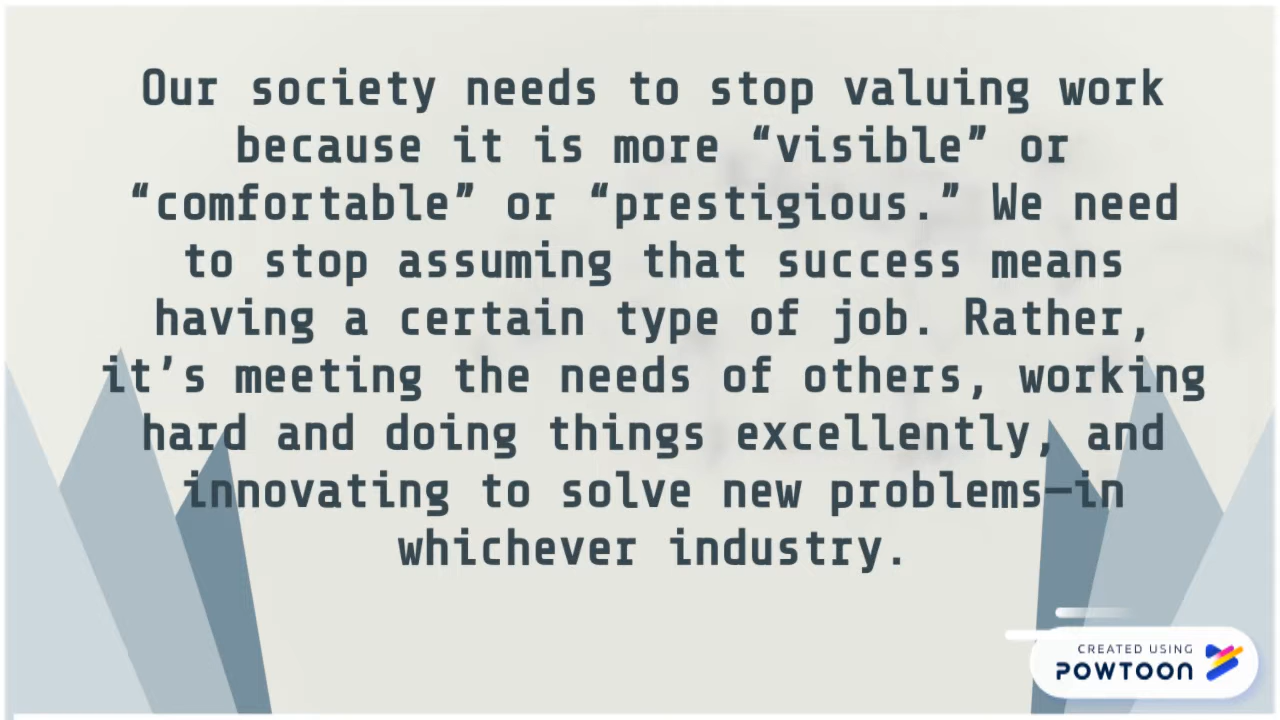 Our society needs to stop valuing work
because it is more “visible” or
“comfortable” or “prestigious.” We need
to stop assuming that success means
having a certain type of job. Rather,
it’s meeting the needs of others, working
hard and doing things excellently, and
innovating to solve new problems—in
whichever industry.
CREATED USING
POWTOON